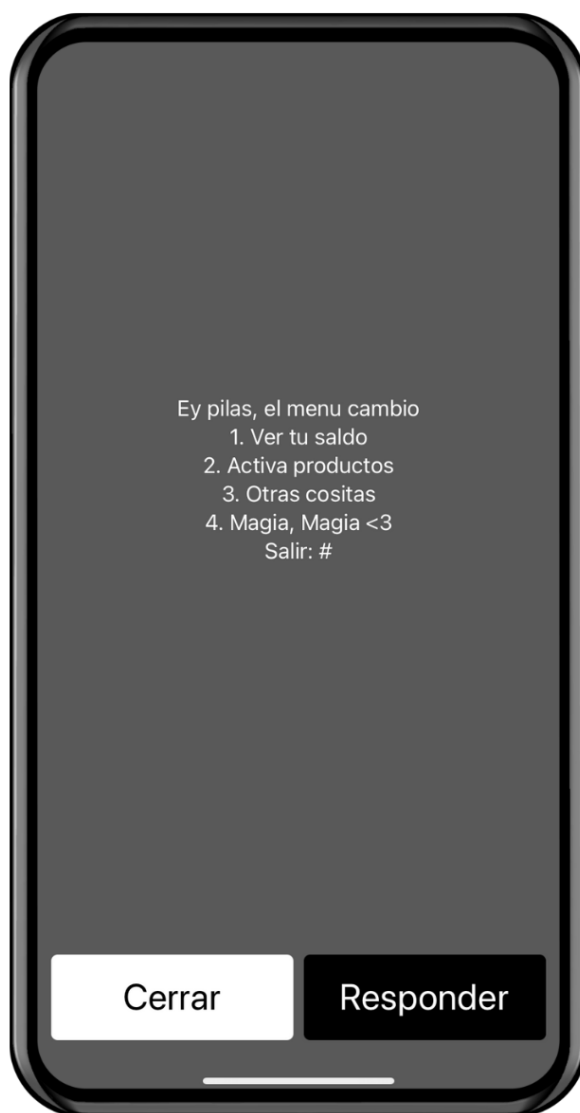 Ey pilas, el menu cambio
1. Ver tu saldo
2. Activa productos
3. Otras cositas
4. Magia, Magia <3
Salir: #
Cerrar
Responder